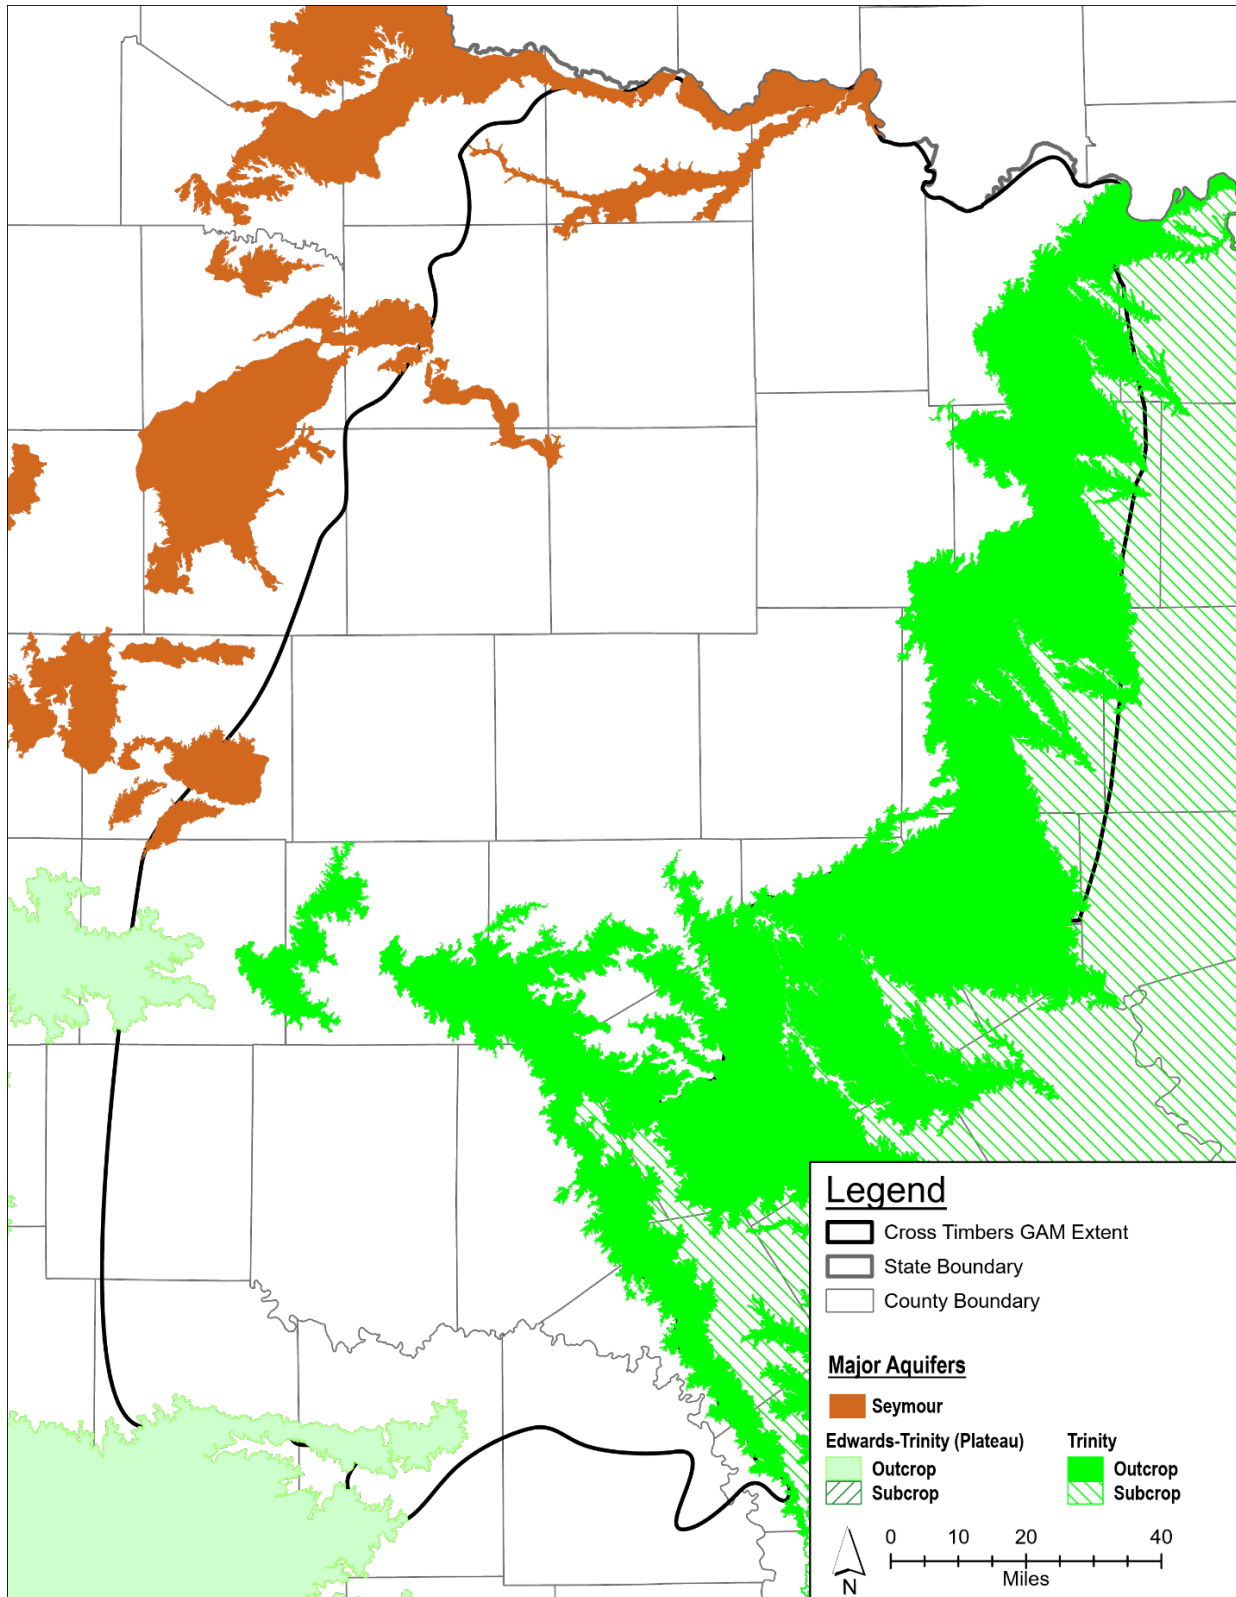 Legend
Cross Timbers GAM Extent
State Boundary
County Boundary
Major Aquifers
Seymour
Edwards-Trinity (Plateau)
Outcrop
Subcrop
Trinity
Outcrop
Subcrop
N
0 10 20 40
Miles